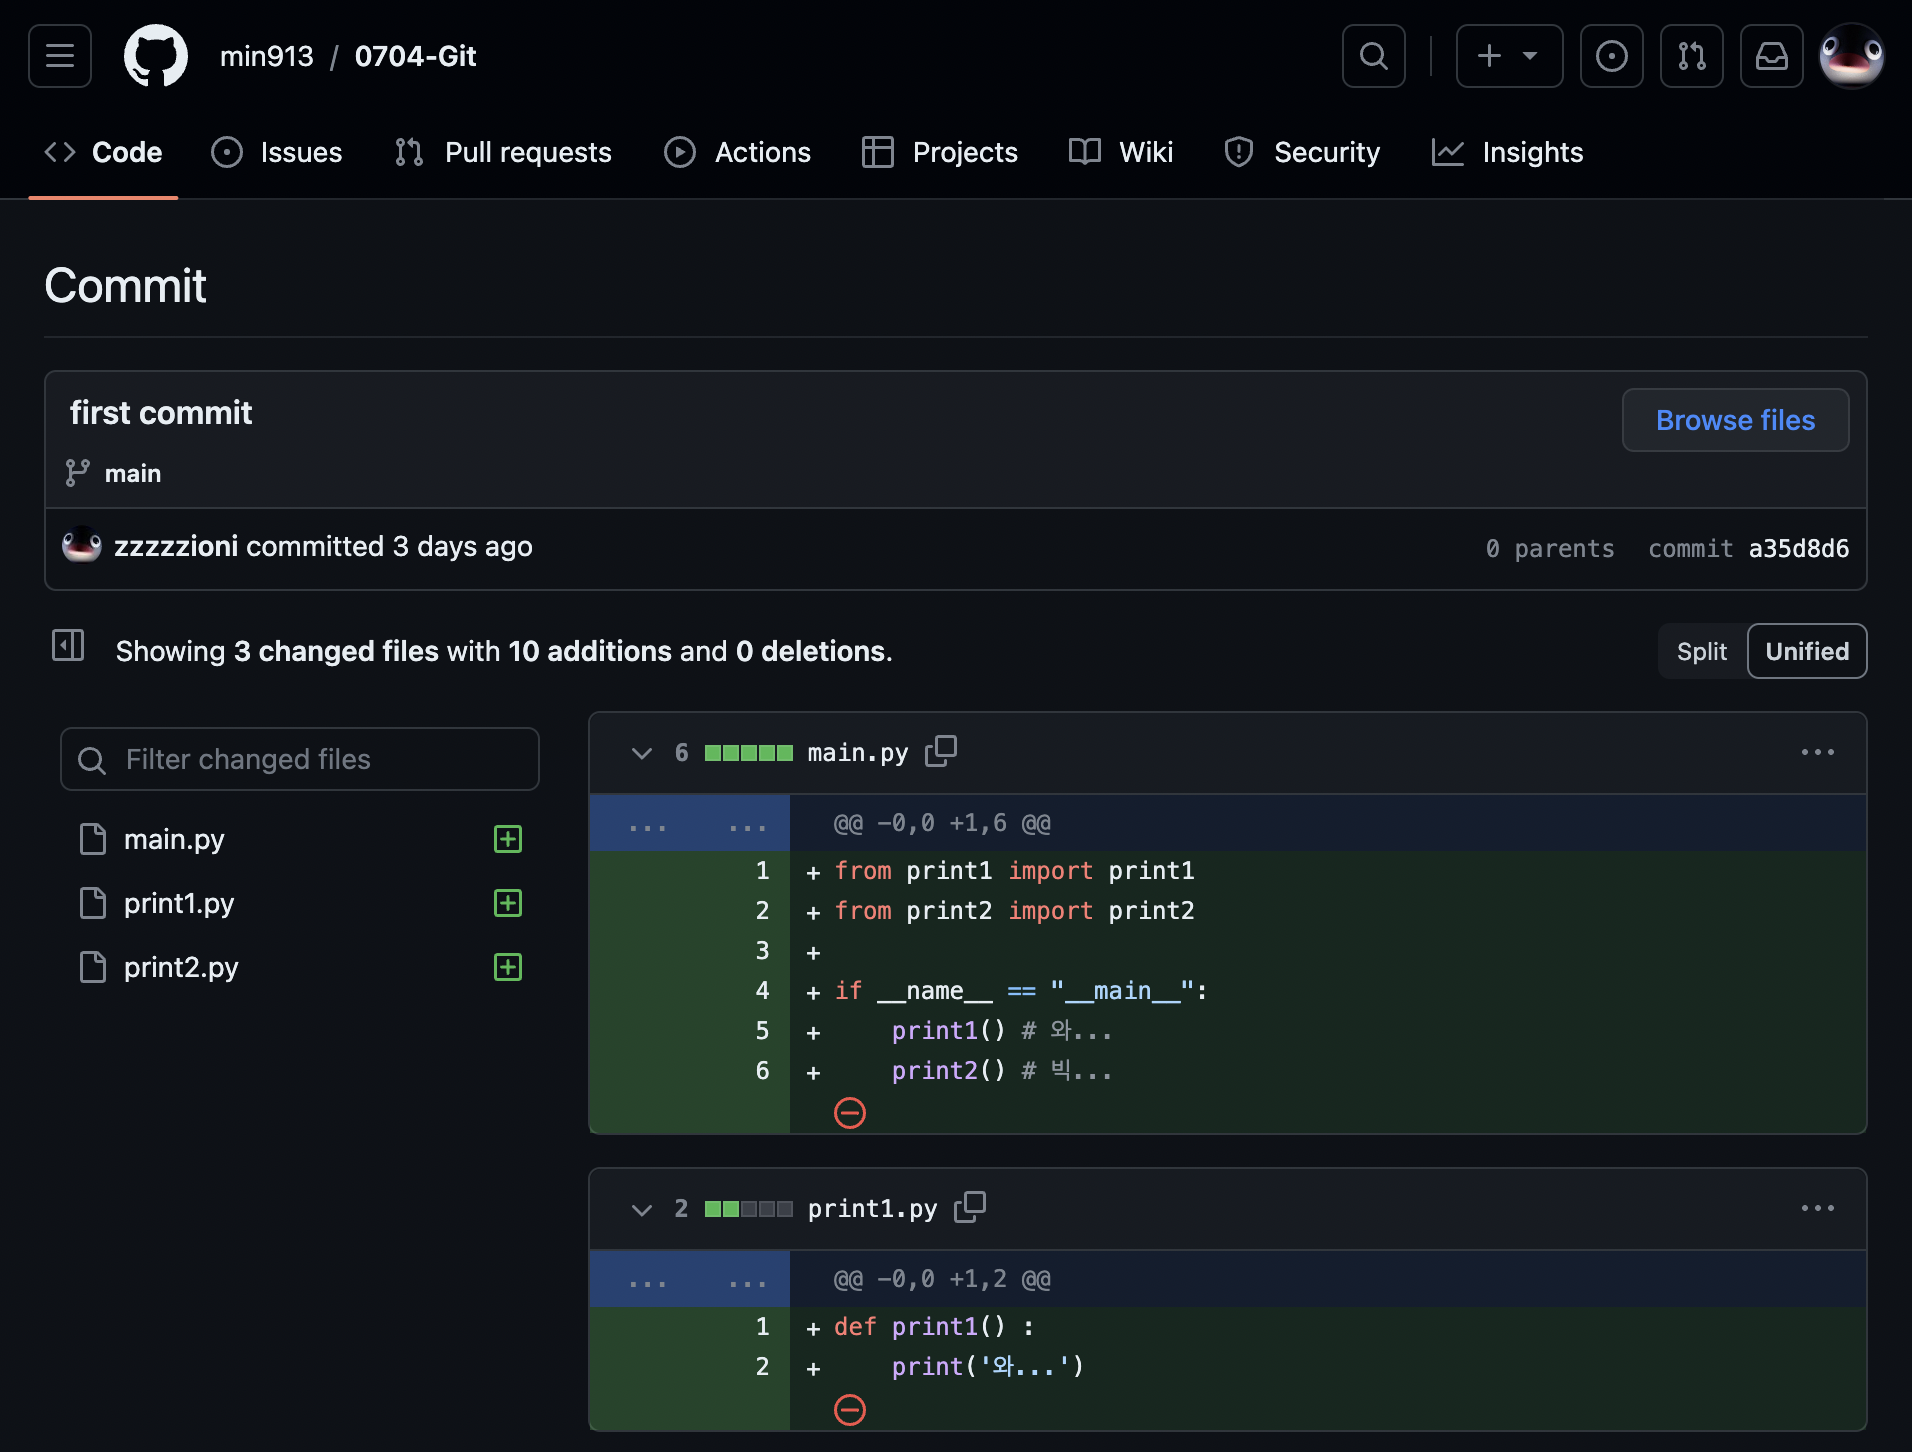 min913 / 0704-Git
Code Issues Pull requests Actions Projects Wiki Security Insights
Commit
first commit
Browse files
main
zzzzzioni committed 3 days ago
0 parents commit a35d8d6
Showing 3 changed files with 10 additions and 0 deletions.
Split Unified
Filter changed files
main.py
print1.py
print2.py
6 main.py
... ... @@ -0,0 +1,6 @@
1 + from print1 import print1
2 + from print2 import print2
3 +
4 + if __name__ == "__main__":
5 +     print1() # 와...
6 +     print2() # 빅...
2 print1.py
... ... @@ -0,0 +1,2 @@
1 + def print1() :
2 +     print('와...')